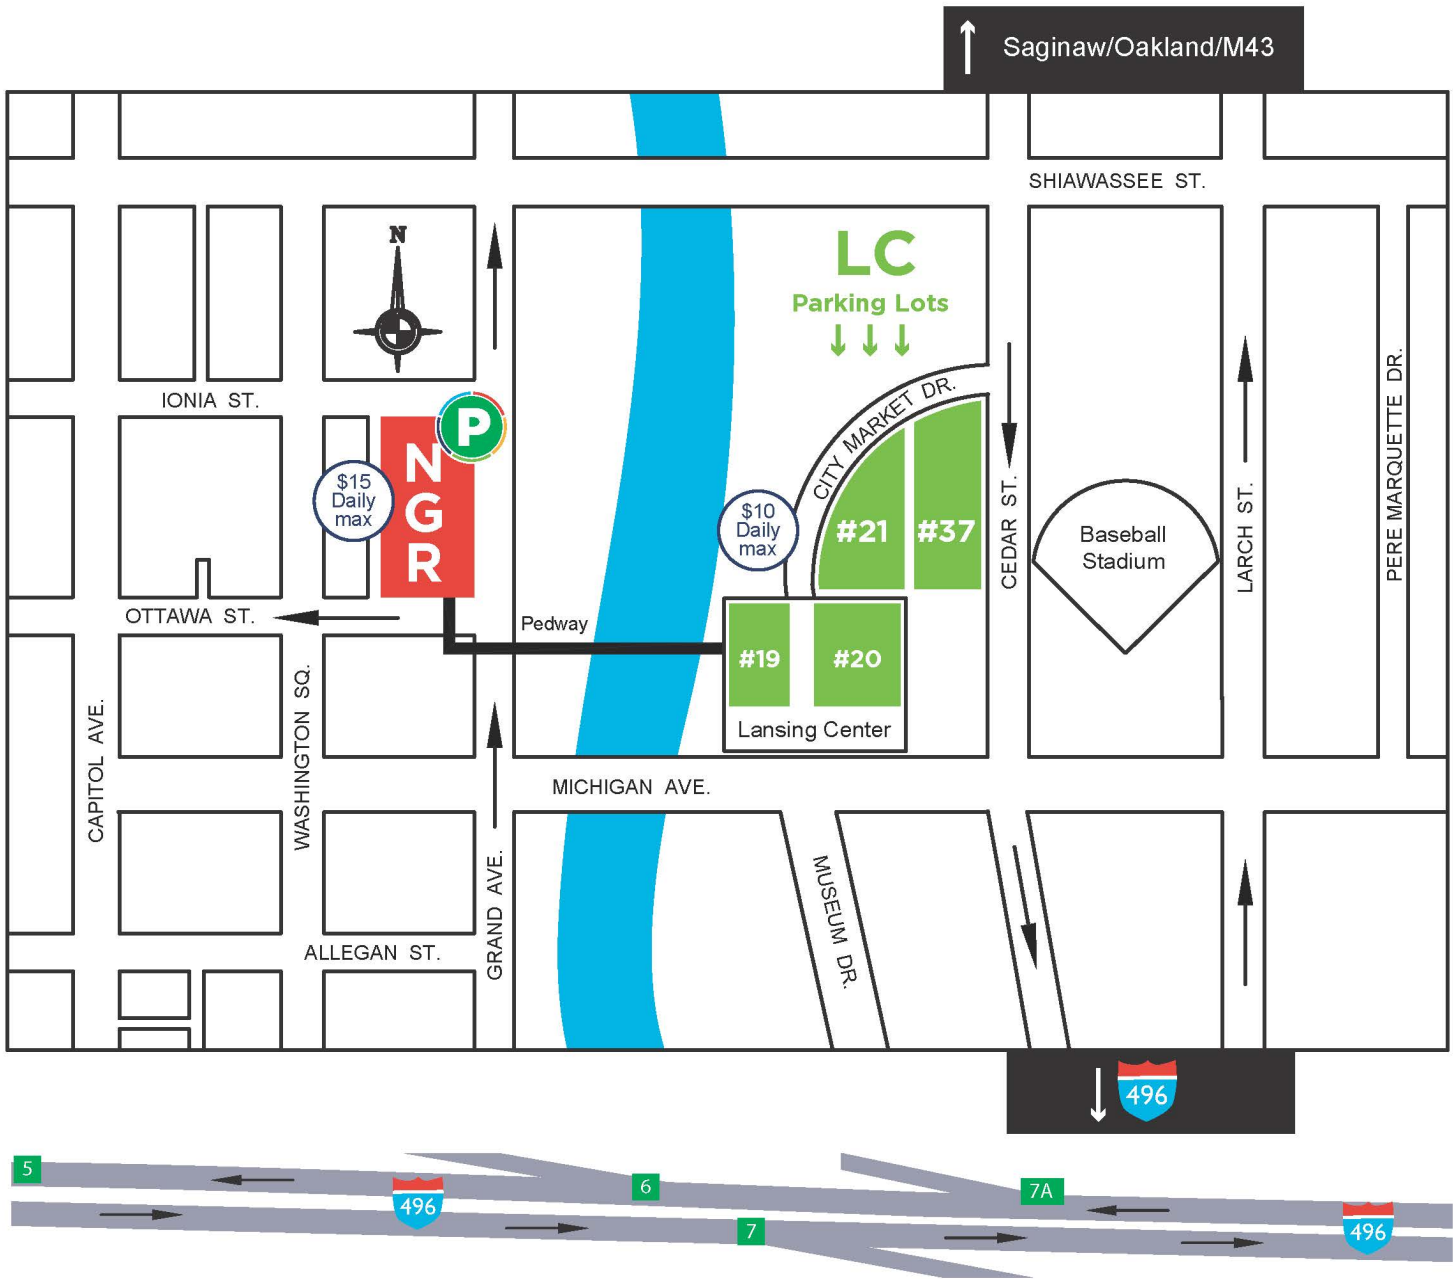 Saginaw/Oakland/M43
SHIAWASSEE ST.
N
LC
Parking Lots
IONIA ST.
CITY MARKET DR.
PERE MARQUETTE DR.
P
NGR
$15
Daily
max
$10
Daily
max
#21
#37
CEDAR ST.
Baseball
Stadium
LARCH ST.
OTTAWA ST.
Pedway
#19
#20
Lansing Center
CAPITOL AVE.
WASHINGTON SQ.
MICHIGAN AVE.
GRAND AVE.
MUSEUM DR.
ALLEGAN ST.
496
5
6
7A
496
7
496